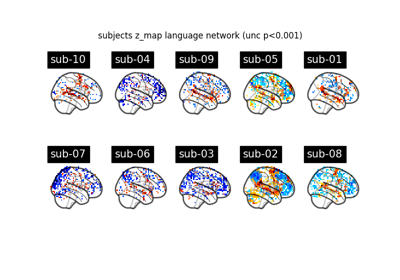 subjects z_map language network (unc p<0.001)
sub-10 sub-04 sub-09 sub-05 sub-01
sub-07 sub-06 sub-03 sub-02 sub-08